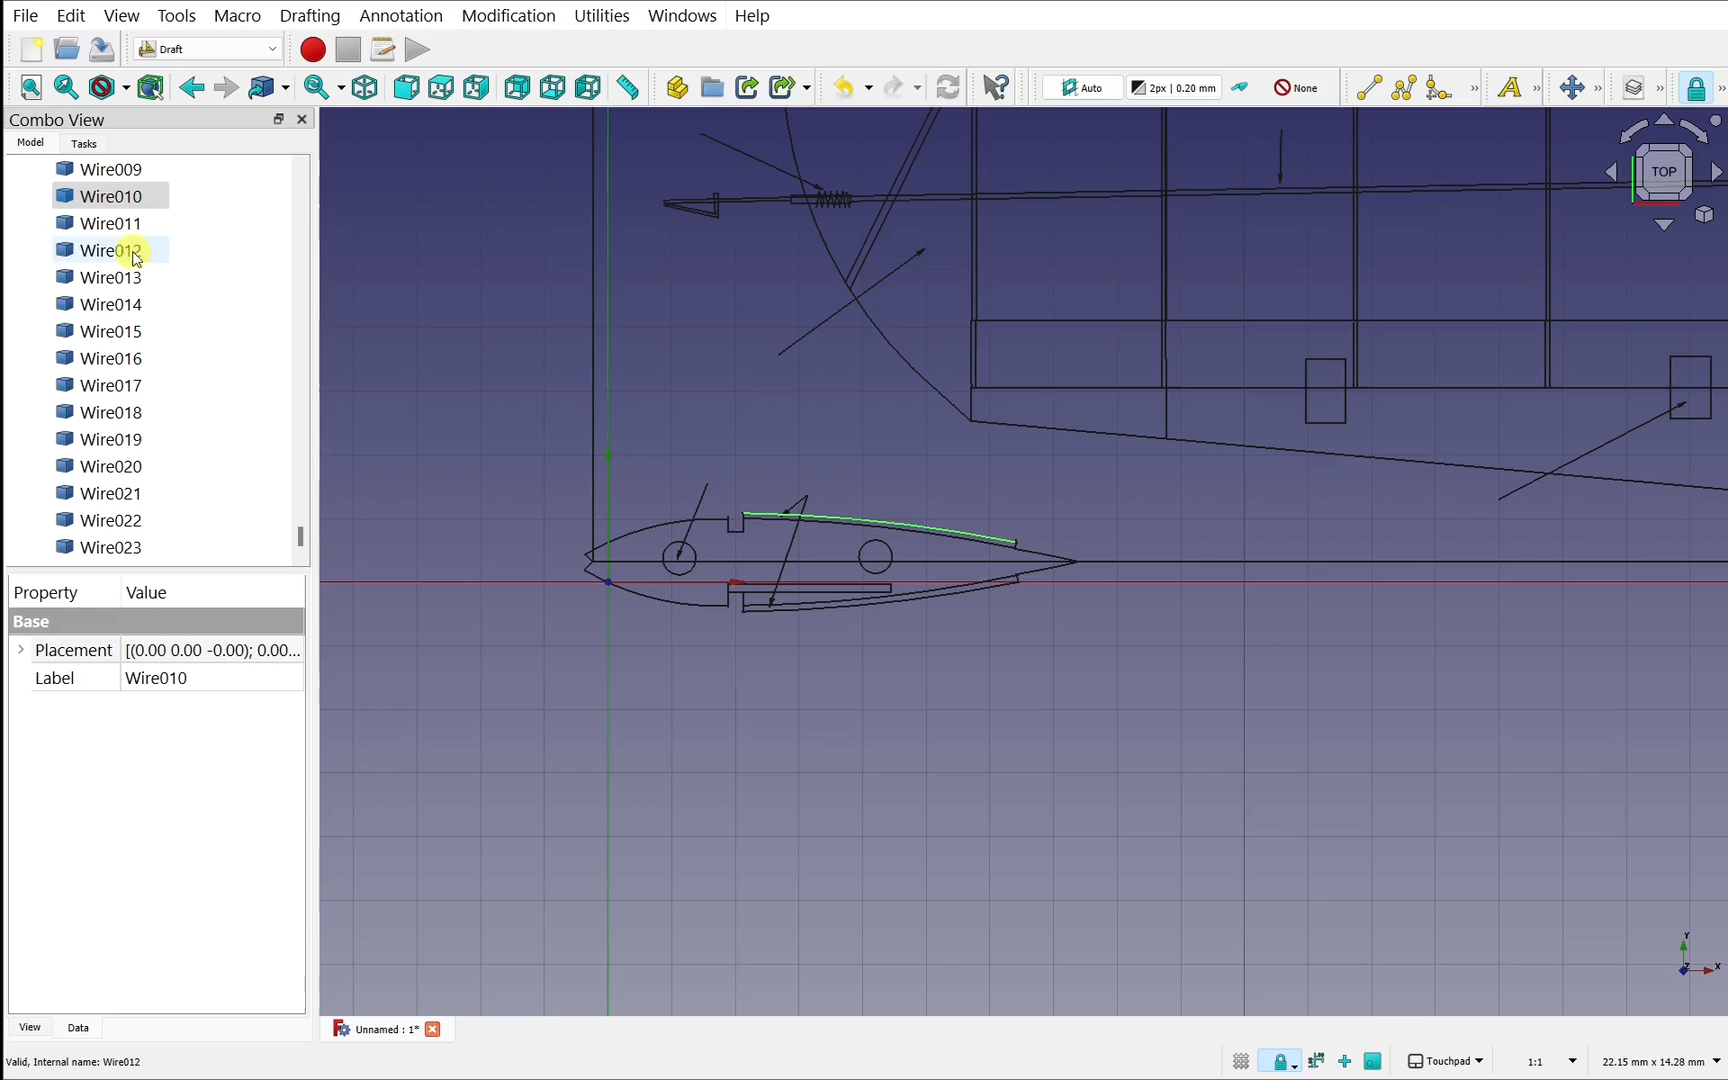 File Edit View Tools Macro Drafting Annotation Modification Utilities Windows Help
Draft
Auto 2px | 0.20 mm None
Combo View
Model Tasks
Wire009
Wire010
Wire011
Wire012
Wire013
Wire014
Wire015
Wire016
Wire017
Wire018
Wire019
Wire020
Wire021
Wire022
Wire023
Property Value
Base
Placement [(0.00 0.00 -0.00); 0.00...
Label Wire010
TOP
Y
Z X
View Data
Unnamed : 1*
Valid, Internal name: Wire012
Touchpad 1:1 22.15 mm x 14.28 mm